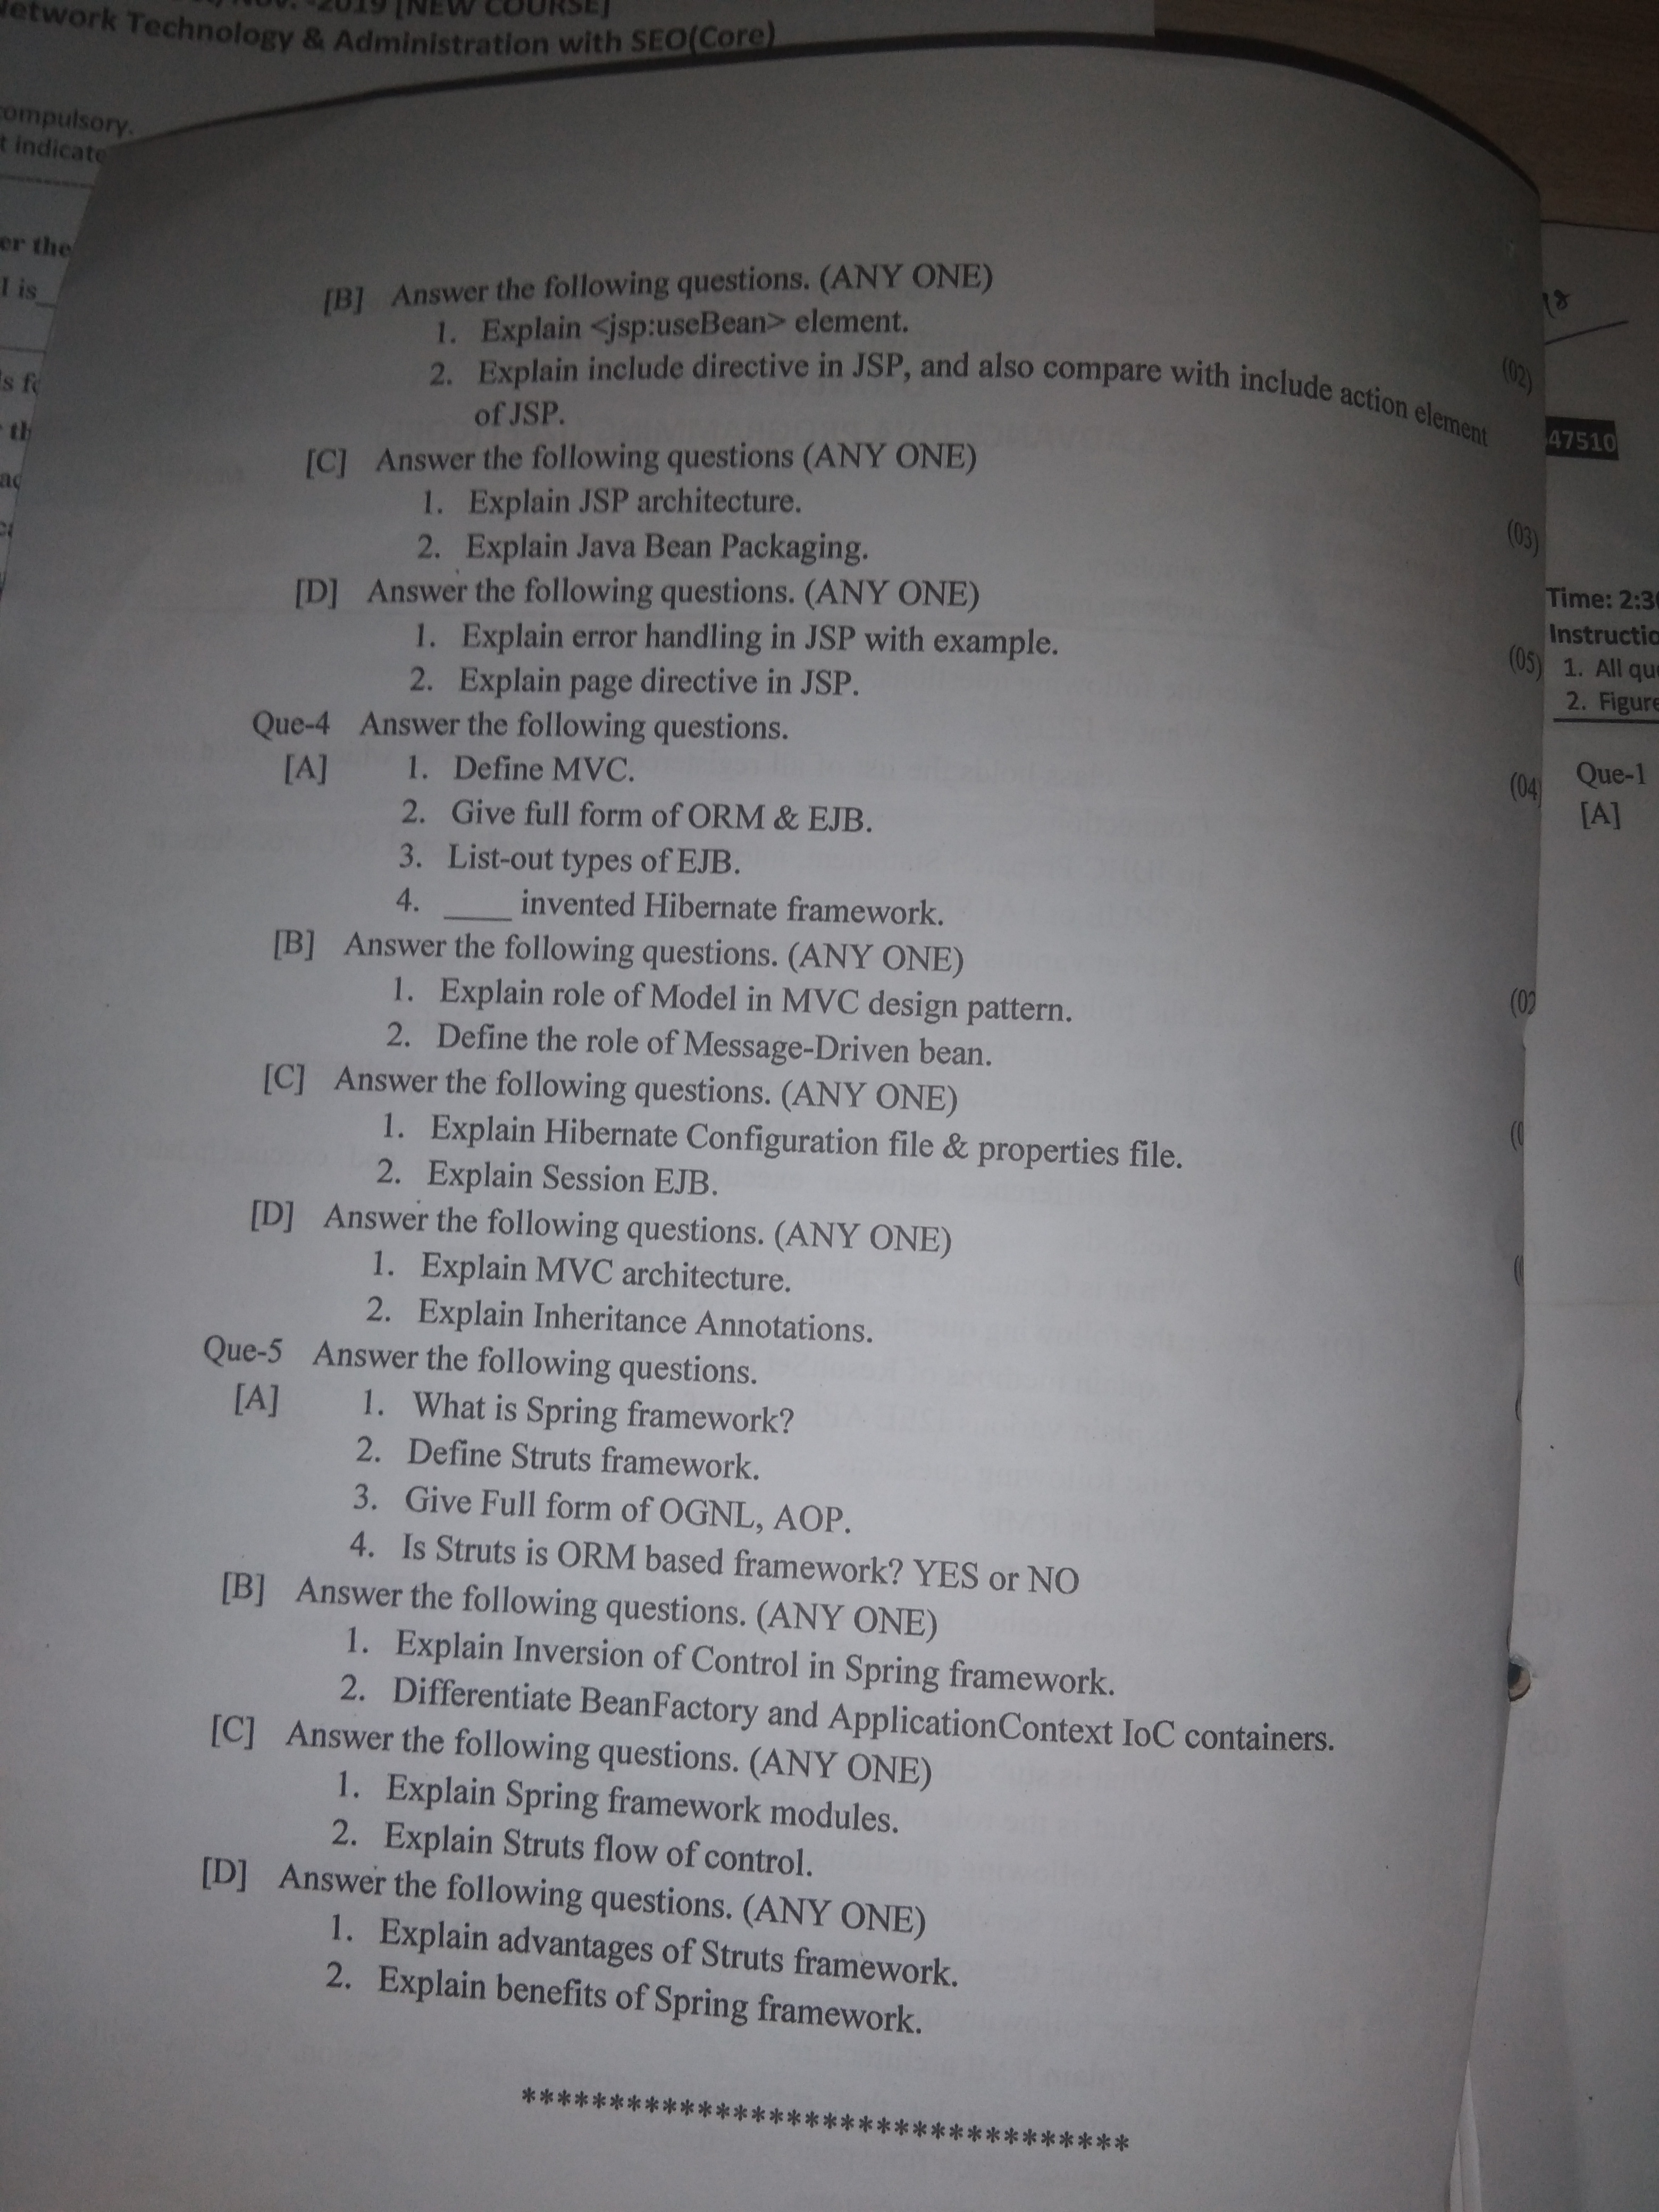 -2019 [NEW COURSE]
Network Technology & Administration with SEO(Core)
compulsory.
t indicate
er the
I is__
[B] Answer the following questions. (ANY ONE)
1. Explain <jsp:useBean> element.
2. Explain include directive in JSP, and also compare with include action element (02)
of JSP.
[C] Answer the following questions (ANY ONE)
1. Explain JSP architecture. (03)
2. Explain Java Bean Packaging.
[D] Answer the following questions. (ANY ONE)
1. Explain error handling in JSP with example. (05)
2. Explain page directive in JSP.
Que-4 Answer the following questions.
[A] 1. Define MVC. (04)
2. Give full form of ORM & EJB.
3. List-out types of EJB.
4. ____ invented Hibernate framework.
[B] Answer the following questions. (ANY ONE)
1. Explain role of Model in MVC design pattern. (02
2. Define the role of Message-Driven bean.
[C] Answer the following questions. (ANY ONE)
1. Explain Hibernate Configuration file & properties file. (0
2. Explain Session EJB.
[D] Answer the following questions. (ANY ONE)
1. Explain MVC architecture.
2. Explain Inheritance Annotations.
Que-5 Answer the following questions.
[A] 1. What is Spring framework?
2. Define Struts framework.
3. Give Full form of OGNL, AOP.
4. Is Struts is ORM based framework? YES or NO
[B] Answer the following questions. (ANY ONE)
1. Explain Inversion of Control in Spring framework.
2. Differentiate BeanFactory and ApplicationContext IoC containers.
[C] Answer the following questions. (ANY ONE)
1. Explain Spring framework modules.
2. Explain Struts flow of control.
[D] Answer the following questions. (ANY ONE)
1. Explain advantages of Struts framework.
2. Explain benefits of Spring framework.
**********************************
47510
Time: 2:3
Instructio
1. All que
2. Figure
Que-1
[A]